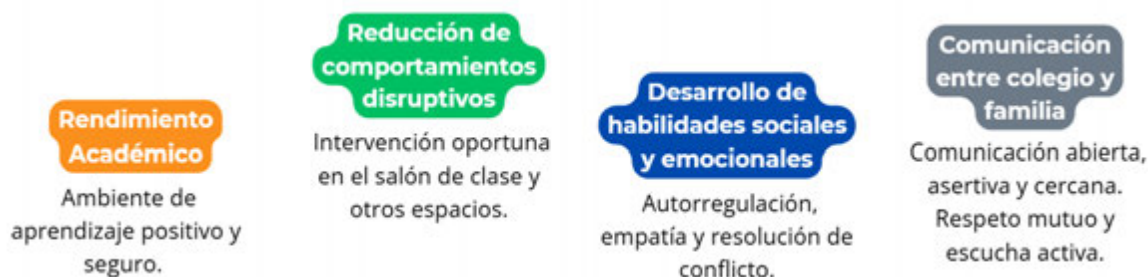 Rendimiento
Académico
Ambiente de
aprendizaje positivo y
seguro.
Reducción de
comportamientos
disruptivos
Intervención oportuna
en el salón de clase y
otros espacios.
Desarrollo de
habilidades sociales
y emocionales
Autorregulación,
empatía y resolución de
conflicto.
Comunicación
entre colegio y
familia
Comunicación abierta,
asertiva y cercana.
Respeto mutuo y
escucha activa.